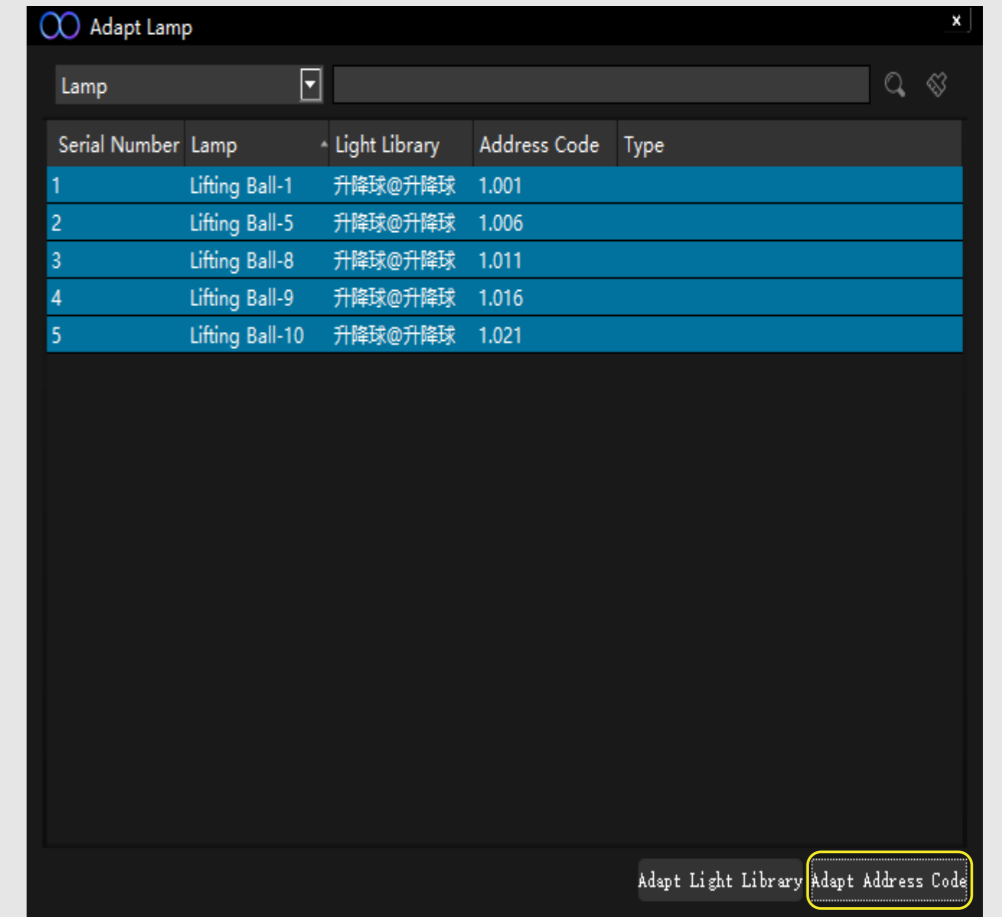 Adapt Lamp x
Lamp
Serial Number Lamp Light Library Address Code Type
1 Lifting Ball-1 升降球@升降球 1.001
2 Lifting Ball-5 升降球@升降球 1.006
3 Lifting Ball-8 升降球@升降球 1.011
4 Lifting Ball-9 升降球@升降球 1.016
5 Lifting Ball-10 升降球@升降球 1.021
Adapt Light Library Adapt Address Code